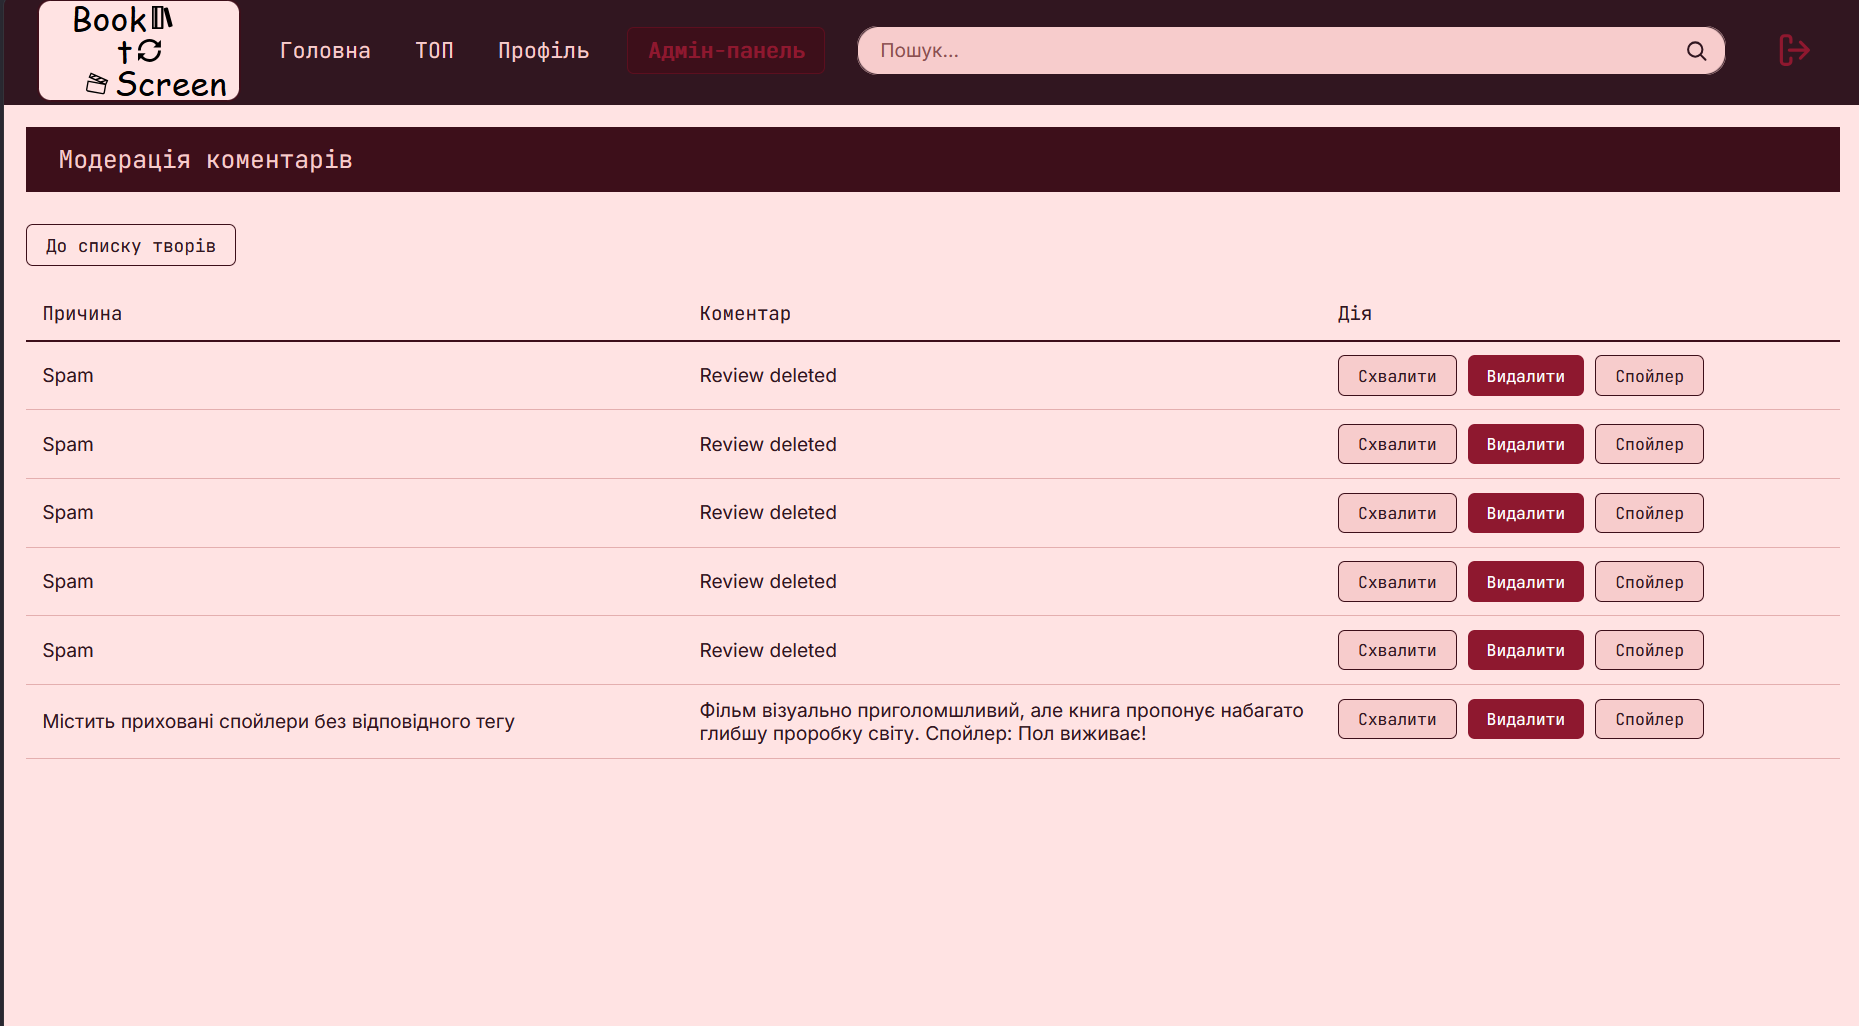 Book
to
Screen
Головна ТОП Профіль Адмін-панель Пошук...
Модерація коментарів
До списку творів
Причина Коментар Дія
Spam Review deleted Схвалити Видалити Спойлер
Spam Review deleted Схвалити Видалити Спойлер
Spam Review deleted Схвалити Видалити Спойлер
Spam Review deleted Схвалити Видалити Спойлер
Spam Review deleted Схвалити Видалити Спойлер
Містить приховані спойлери без відповідного тегу
Фільм візуально приголомшливий, але книга пропонує набагато
глибшу проробку світу. Спойлер: Пол виживає!
Схвалити Видалити Спойлер